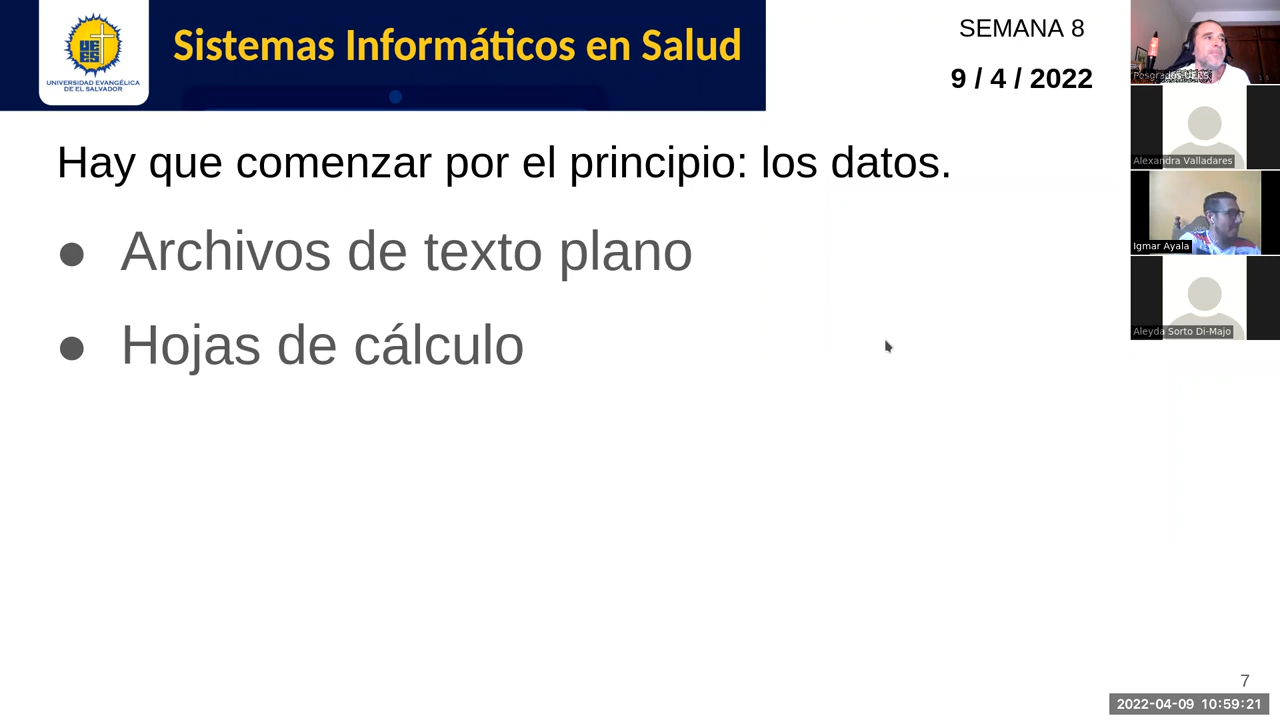 Sistemas Informáticos en Salud
UNIVERSIDAD EVANGÉLICA
DE EL SALVADOR
SEMANA 8
9 / 4 / 2022
Hay que comenzar por el principio: los datos.
● Archivos de texto plano
● Hojas de cálculo
Alexandra Valladares
Igmar Ayala
Aleyda Sorto Di-Majo
7
2022-04-09 10:59:21